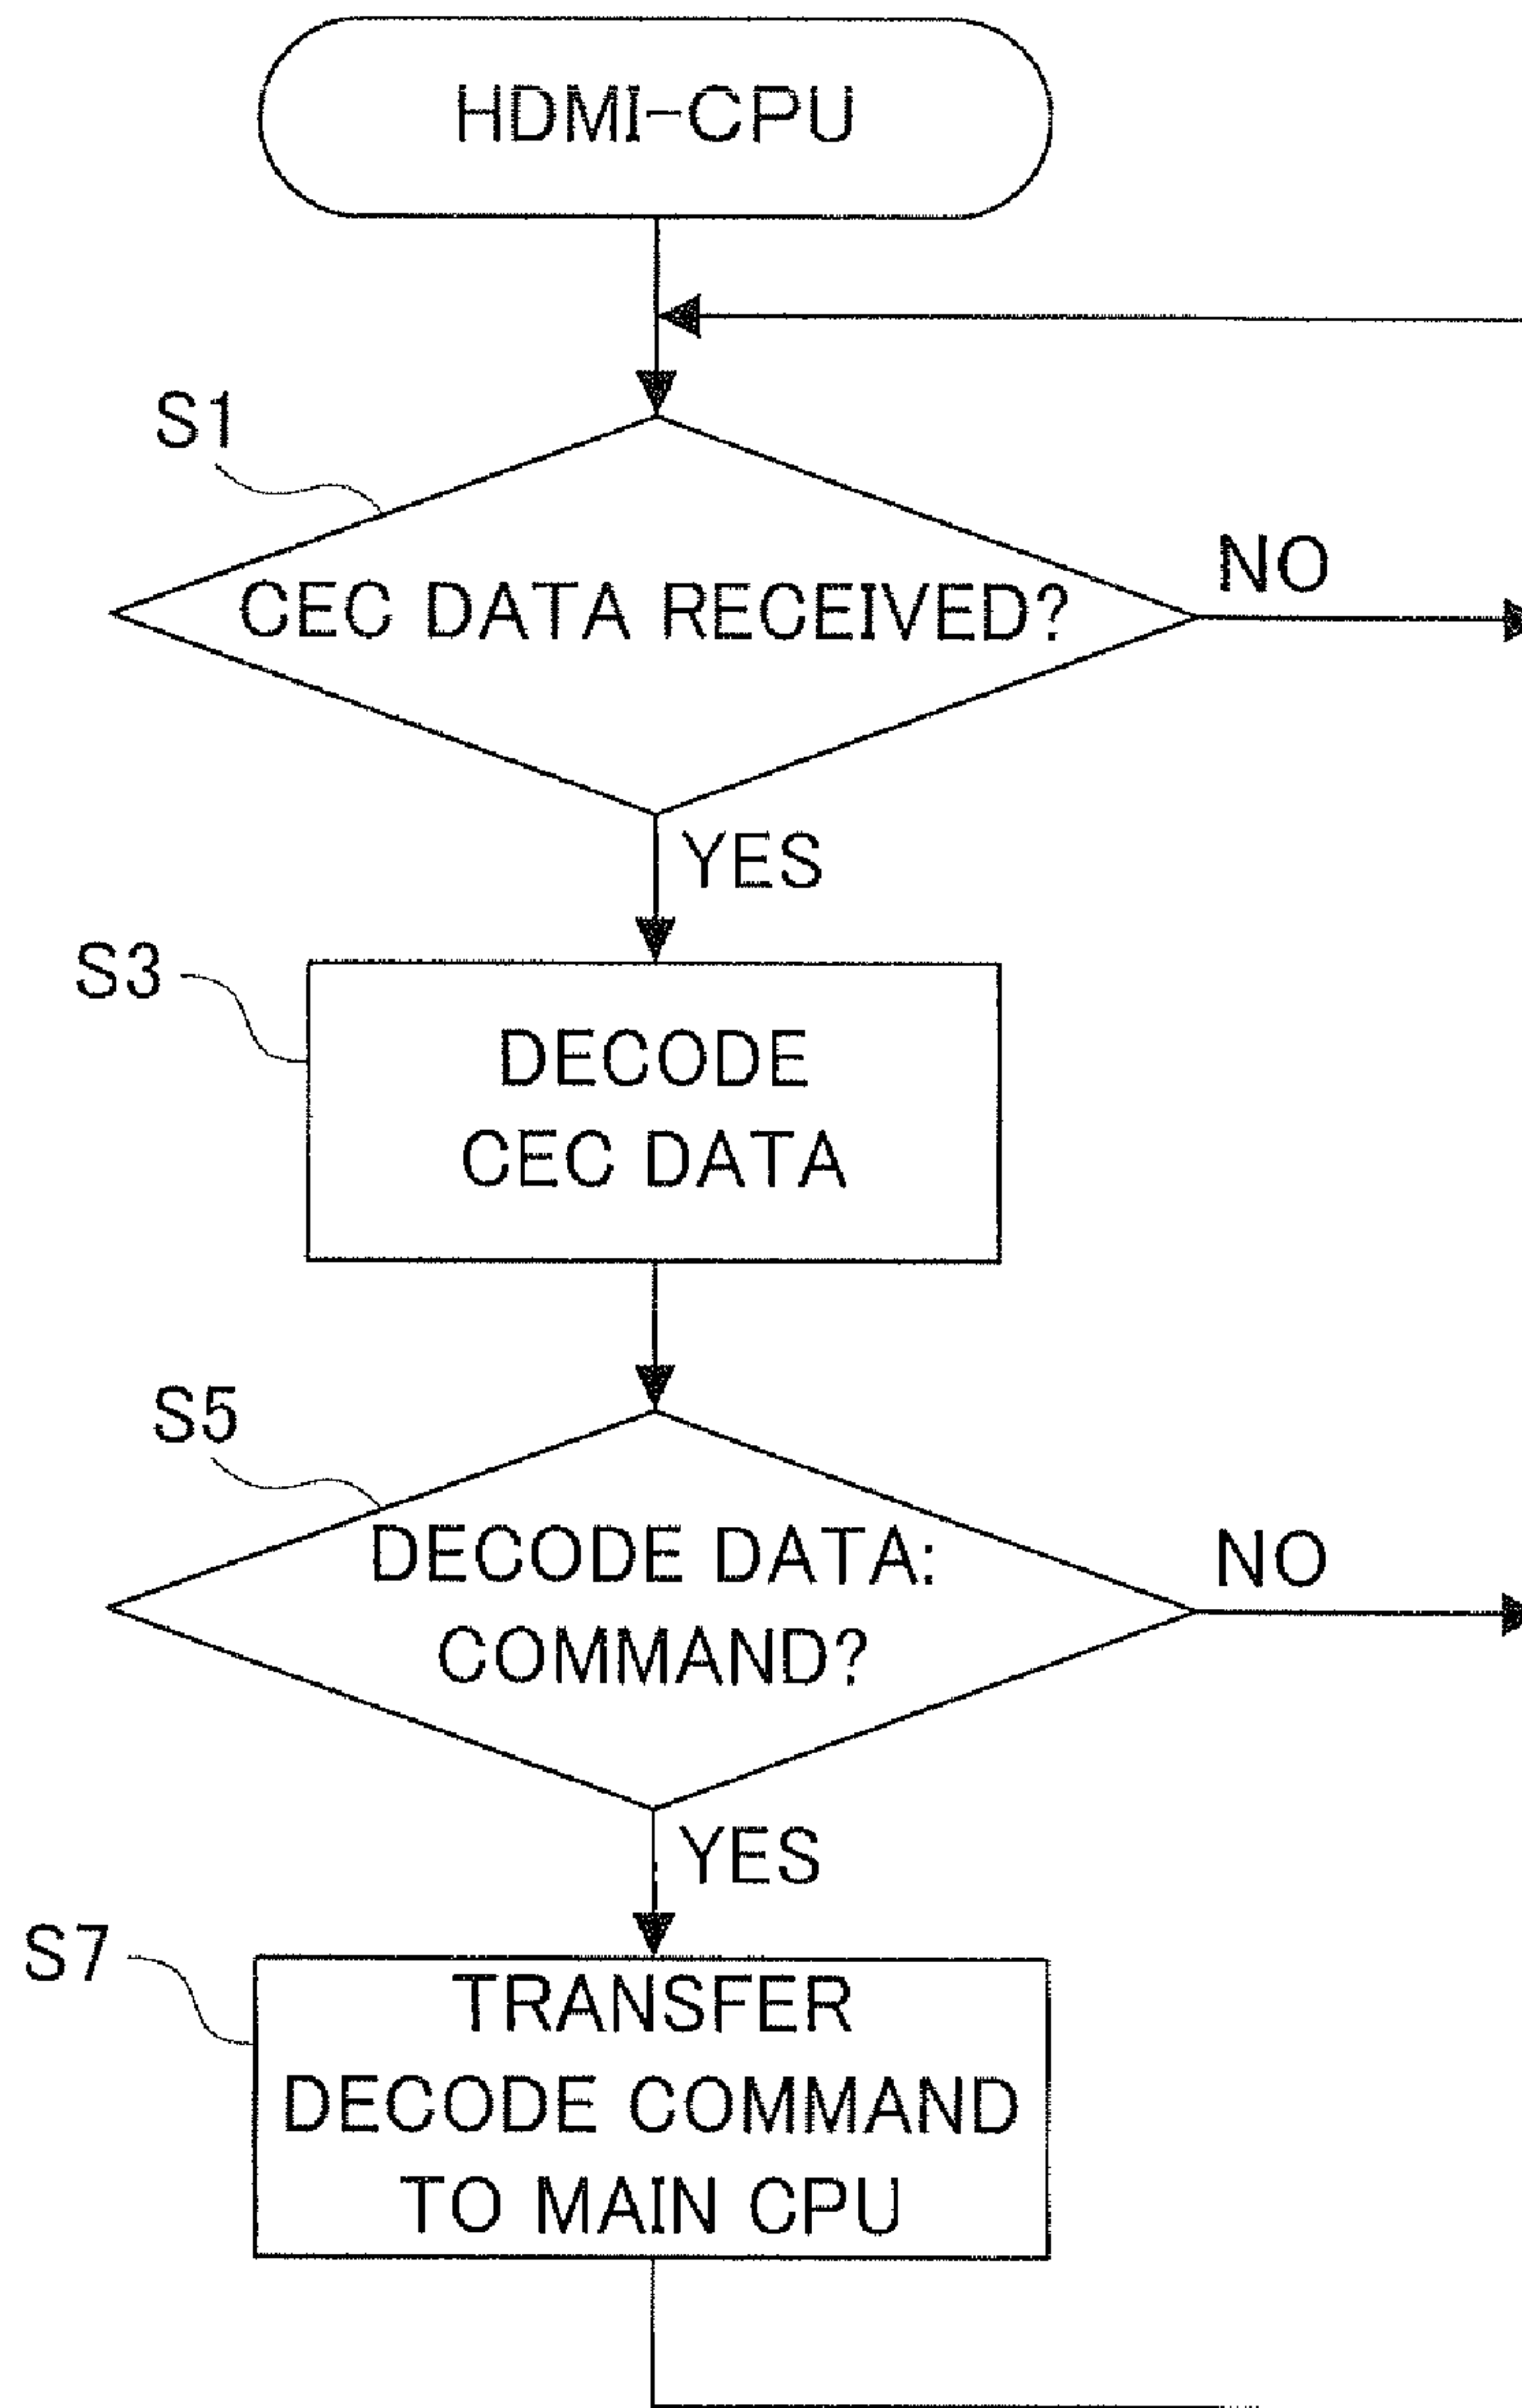 HDMI-CPU
S1
CEC DATA RECEIVED?
NO
YES
S3
DECODE
CEC DATA
S5
DECODE DATA:
COMMAND?
NO
YES
S7
TRANSFER
DECODE COMMAND
TO MAIN CPU